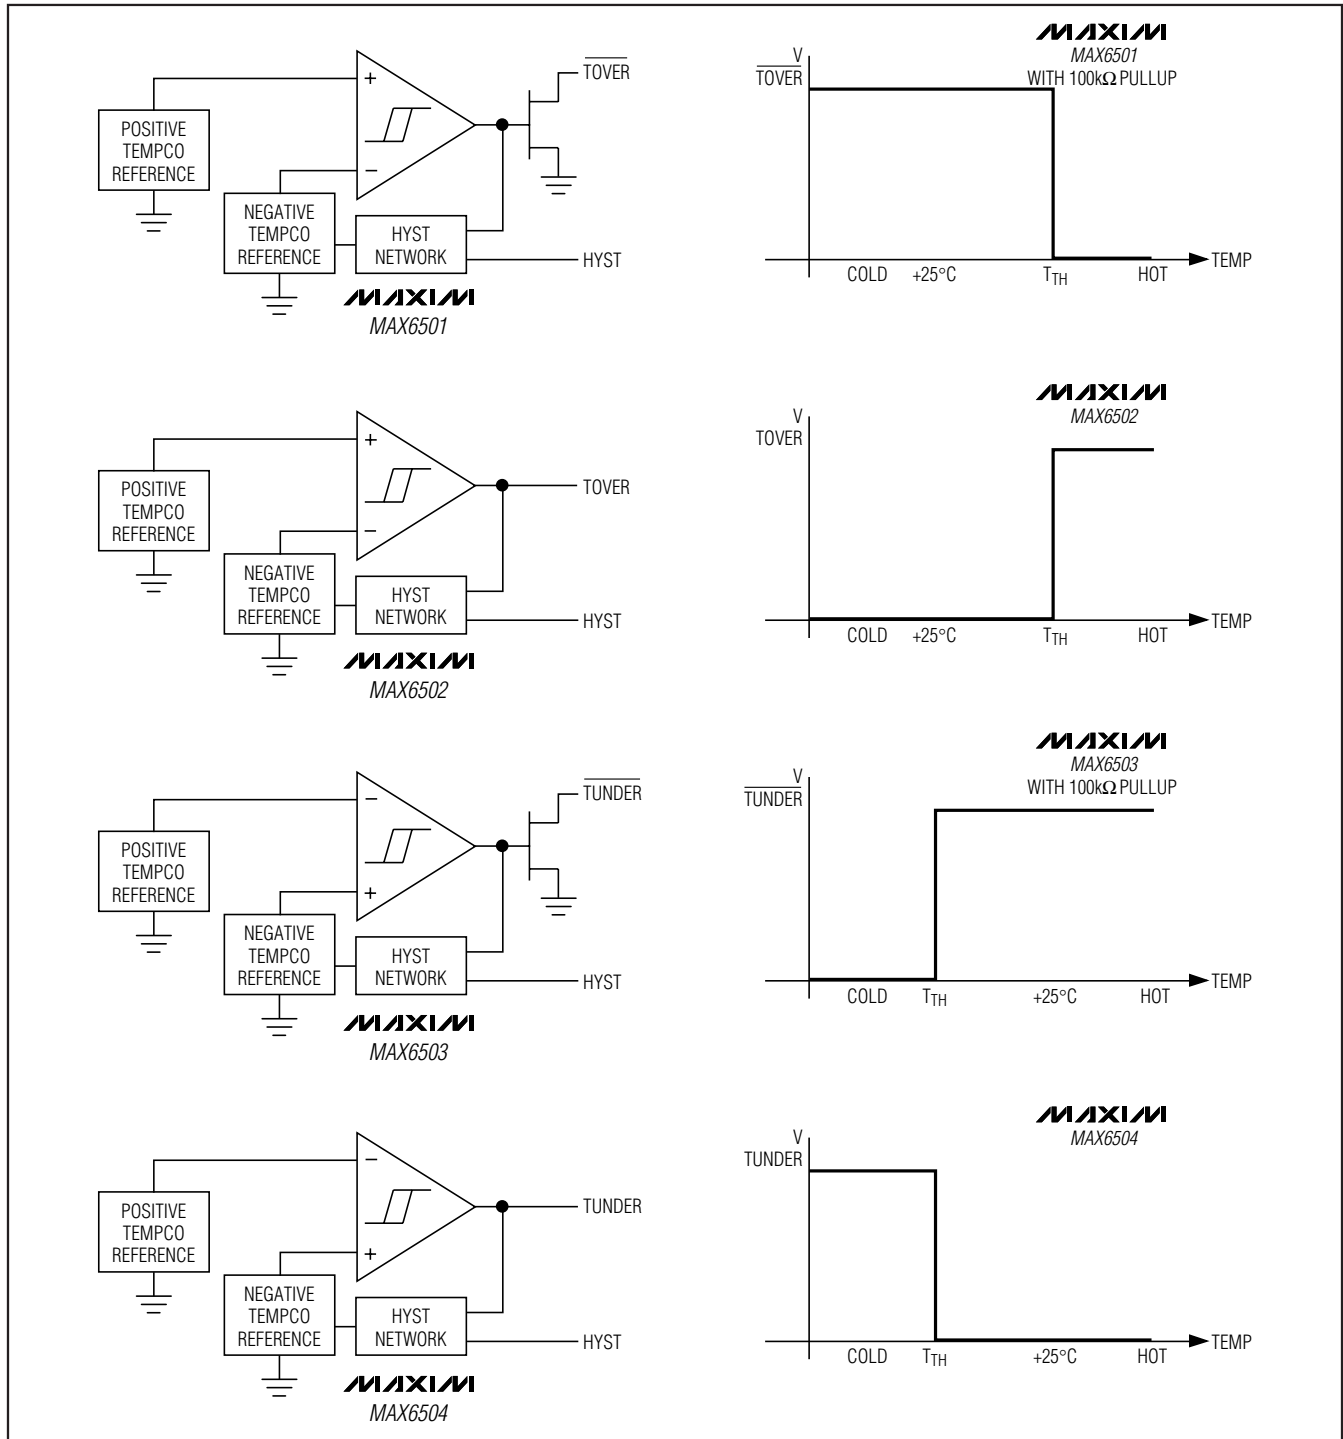 +
TOVER
POSITIVE
TEMPCO
REFERENCE
−
NEGATIVE
TEMPCO
REFERENCE
HYST
NETWORK
HYST
MAXIM
MAX6501
MAXIM
MAX6501
WITH 100kΩ PULLUP
V
TOVER
TEMP
COLD
+25°C
TTH
HOT
+
POSITIVE
TEMPCO
REFERENCE
TOVER
−
NEGATIVE
TEMPCO
REFERENCE
HYST
NETWORK
HYST
MAXIM
MAX6502
MAXIM
MAX6502
V
TOVER
TEMP
COLD
+25°C
TTH
HOT
−
TUNDER
POSITIVE
TEMPCO
REFERENCE
+
NEGATIVE
TEMPCO
REFERENCE
HYST
NETWORK
HYST
MAXIM
MAX6503
MAXIM
MAX6503
WITH 100kΩ PULLUP
V
TUNDER
TEMP
COLD
TTH
+25°C
HOT
−
POSITIVE
TEMPCO
REFERENCE
TUNDER
+
NEGATIVE
TEMPCO
REFERENCE
HYST
NETWORK
HYST
MAXIM
MAX6504
MAXIM
MAX6504
V
TUNDER
TEMP
COLD
TTH
+25°C
HOT